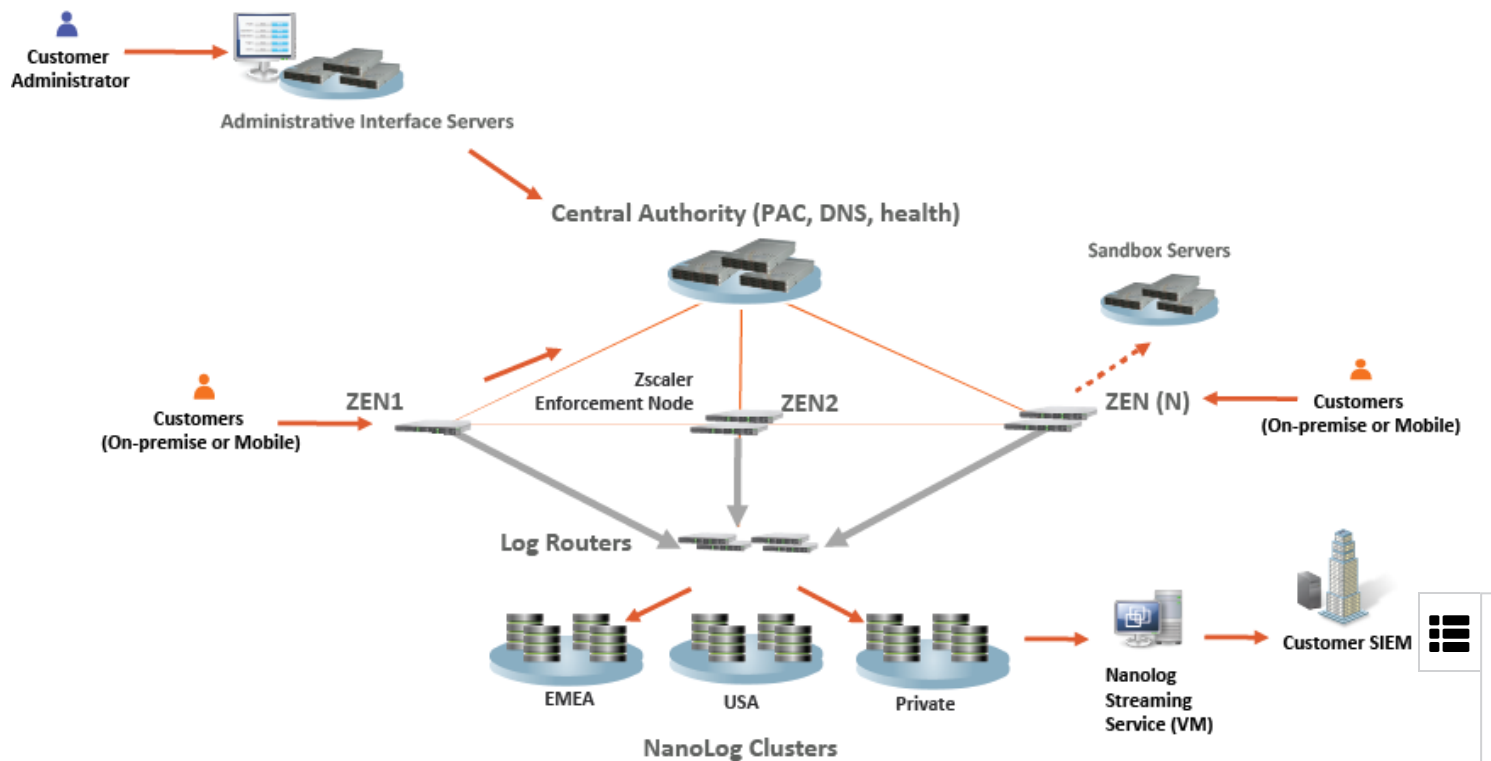 Customer
Administrator
Administrative Interface Servers
Central Authority (PAC, DNS, health)
Sandbox Servers
Zscaler
Enforcement Node
ZEN1
ZEN2
ZEN (N)
Customers
(On-premise or Mobile)
Customers
(On-premise or Mobile)
Log Routers
EMEA
USA
Private
Nanolog
Streaming
Service (VM)
Customer SIEM
NanoLog Clusters